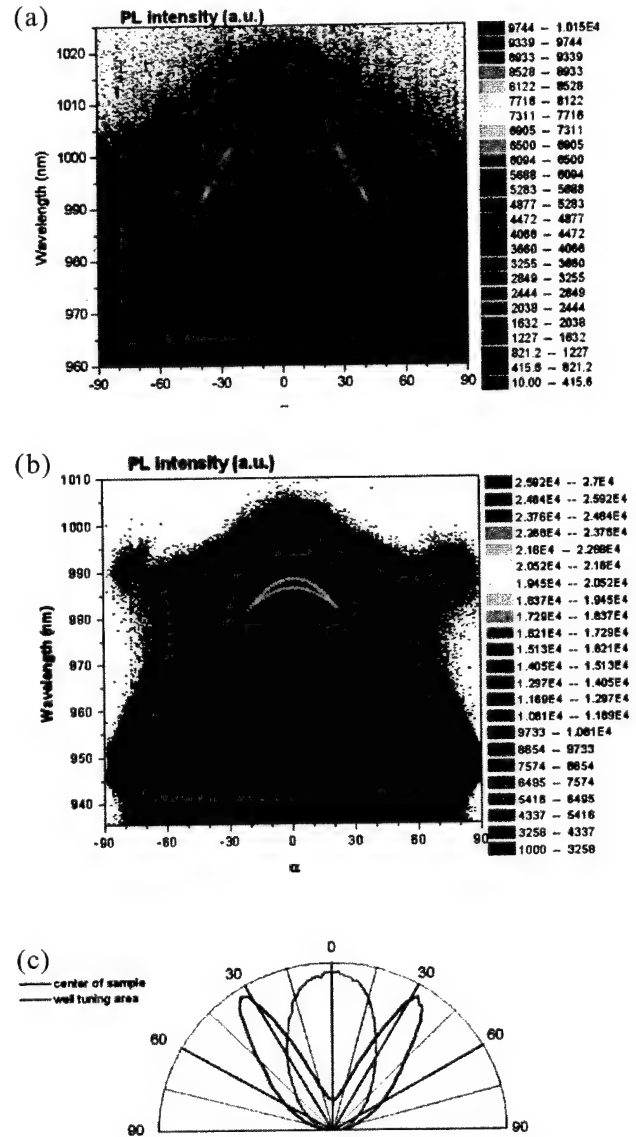 (a)
PL intensity (a.u.)
1020
1010
1000
990
980
970
960
Wavelength (nm)
-90
-60
-30
0
30
60
90
9744 -- 1.015E4
9339 -- 9744
8933 -- 9339
8528 -- 8933
8122 -- 8528
7716 -- 8122
7311 -- 7716
6905 -- 7311
6500 -- 6905
6094 -- 6500
5688 -- 6094
5283 -- 5688
4877 -- 5283
4472 -- 4877
4066 -- 4472
3660 -- 4066
3255 -- 3660
2849 -- 3255
2444 -- 2849
2038 -- 2444
1632 -- 2038
1227 -- 1632
821.2 -- 1227
415.6 -- 821.2
10.00 -- 415.6
(b)
PL intensity (a.u.)
1010
1000
990
980
970
960
950
940
Wavelength (nm)
-90
-60
-30
0
30
60
90
α
2.592E4 -- 2.7E4
2.484E4 -- 2.592E4
2.376E4 -- 2.484E4
2.268E4 -- 2.376E4
2.16E4 -- 2.268E4
2.052E4 -- 2.16E4
1.945E4 -- 2.052E4
1.837E4 -- 1.945E4
1.729E4 -- 1.837E4
1.621E4 -- 1.729E4
1.513E4 -- 1.621E4
1.405E4 -- 1.513E4
1.297E4 -- 1.405E4
1.189E4 -- 1.297E4
1.081E4 -- 1.189E4
9733 -- 1.081E4
8654 -- 9733
7574 -- 8654
6495 -- 7574
5416 -- 6495
4337 -- 5416
3258 -- 4337
1000 -- 3258
(c)
center of sample
well tuning area
0
30
30
60
60
90
90